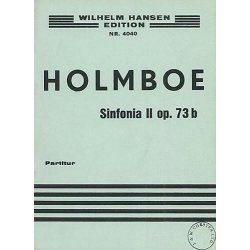 WILHELM HANSEN
EDITION
NR. 4040
HOLMBOE
Sinfonia II op. 73 b
Partitur